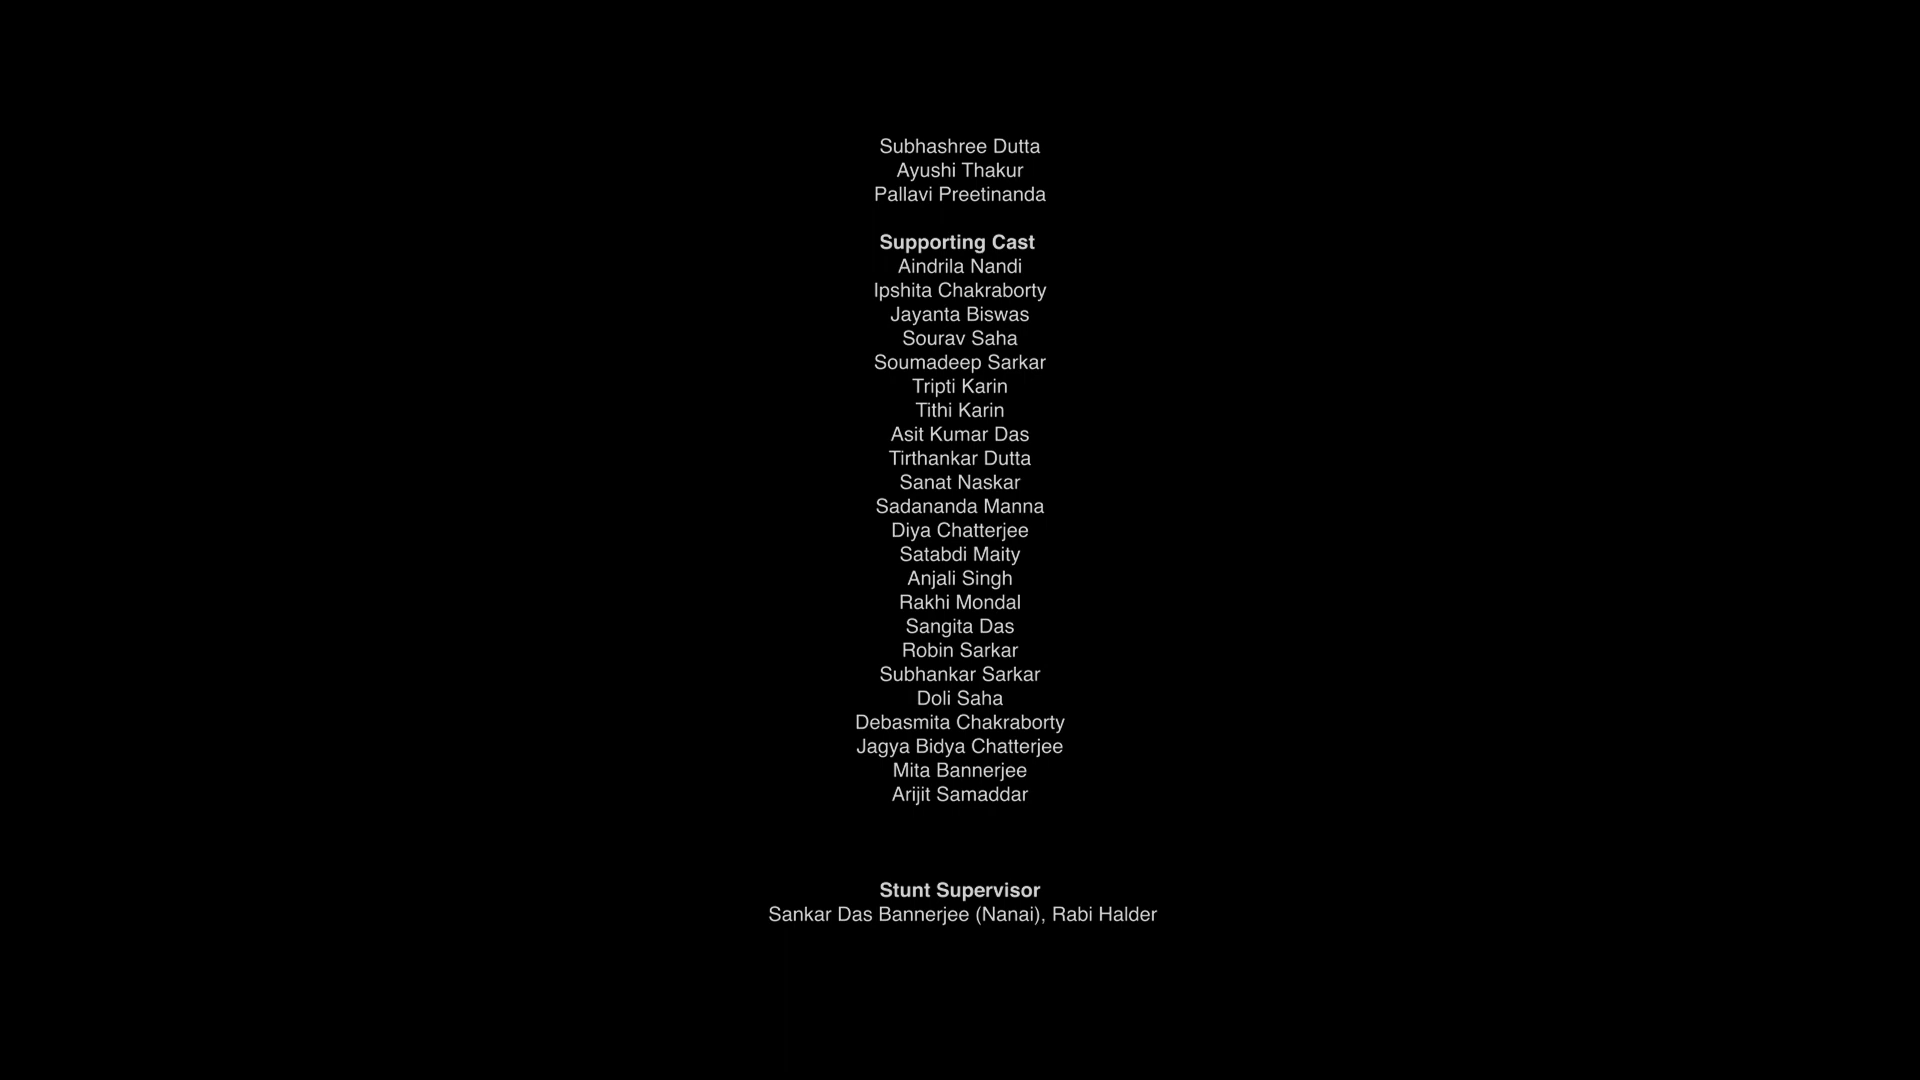 Subhashree Dutta
Ayushi Thakur
Pallavi Preetinanda
Supporting Cast
Aindrila Nandi
Ipshita Chakraborty
Jayanta Biswas
Sourav Saha
Soumadeep Sarkar
Tripti Karin
Tithi Karin
Asit Kumar Das
Tirthankar Dutta
Sanat Naskar
Sadananda Manna
Diya Chatterjee
Satabdi Maity
Anjali Singh
Rakhi Mondal
Sangita Das
Robin Sarkar
Subhankar Sarkar
Doli Saha
Debasmita Chakraborty
Jagya Bidya Chatterjee
Mita Bannerjee
Arijit Samaddar
Stunt Supervisor
Sankar Das Bannerjee (Nanai), Rabi Halder